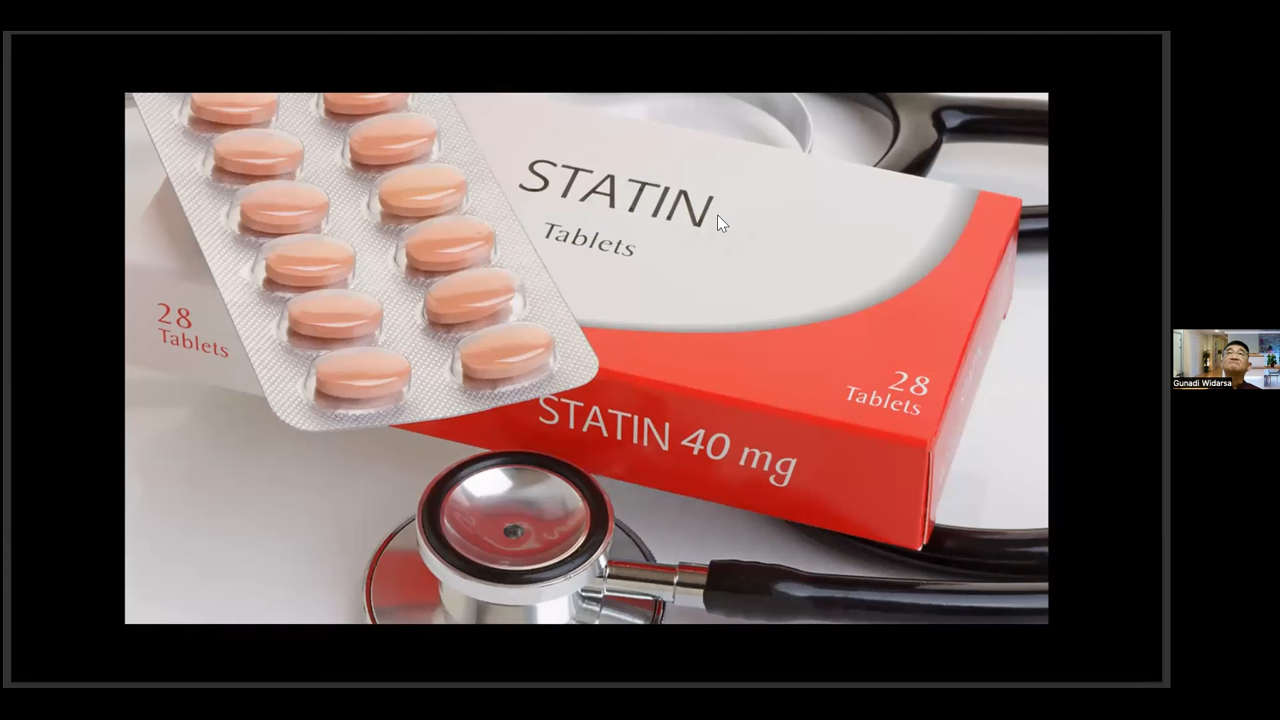 STATIN
Tablets
28
Tablets
28
Tablets
STATIN 40 mg
Gunadi Widarsa